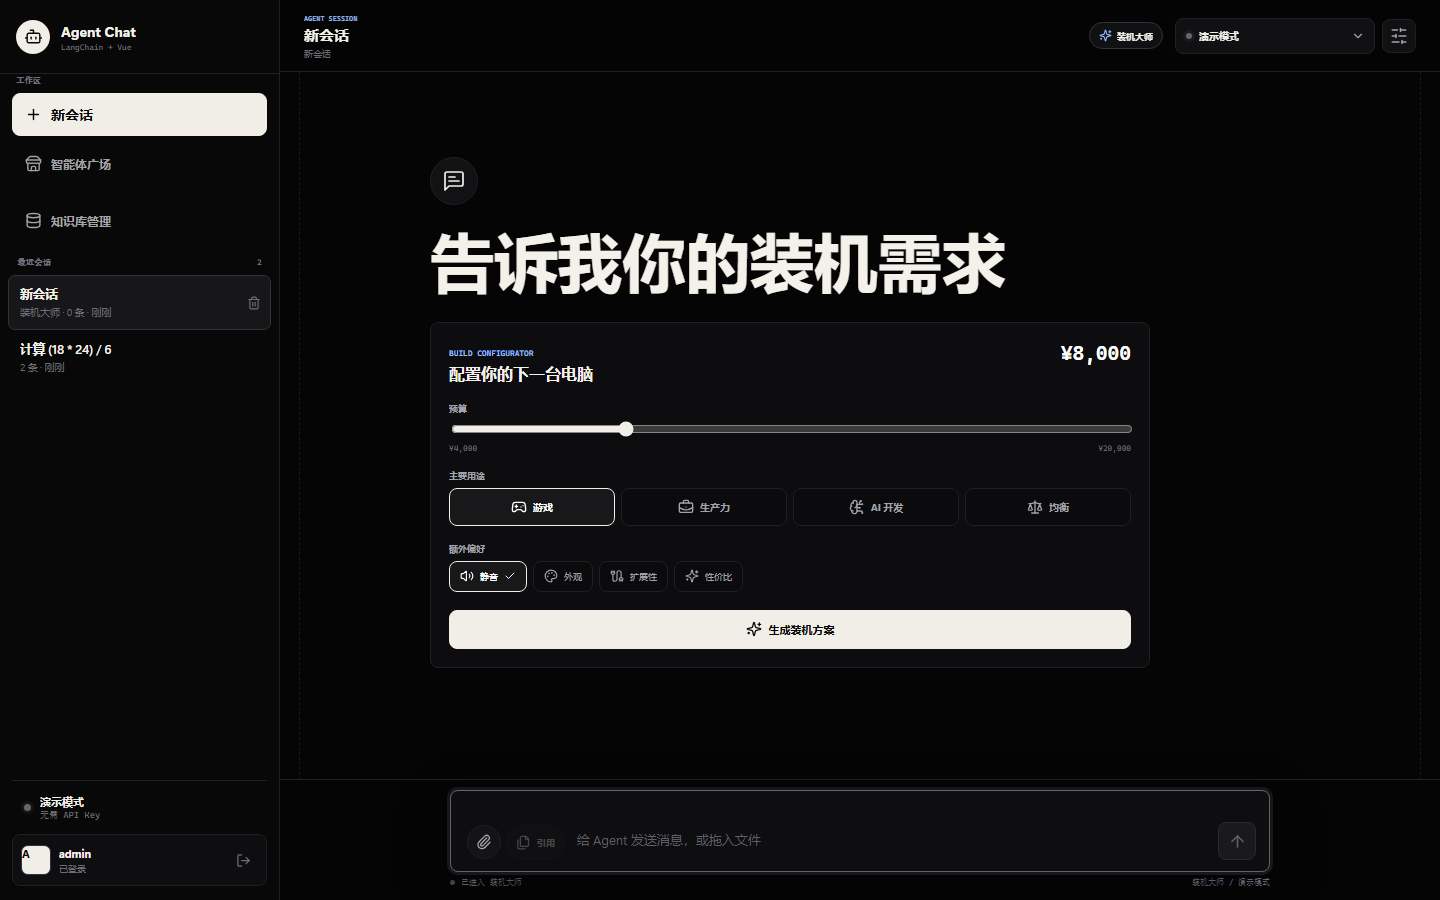 Agent Chat
LangChain + Vue
工作区
新会话
智能体广场
知识库管理
最近会话 2
新会话
装机大师 · 0 条 · 刚刚
计算 (18 * 24) / 6
2 条 · 刚刚
演示模式
无需 API Key
A
admin
已登录
AGENT SESSION
新会话
新会话
装机大师
演示模式
告诉我你的装机需求
BUILD CONFIGURATOR
配置你的下一台电脑
¥8,000
预算
¥4,000 ¥20,000
主要用途
游戏 生产力 AI 开发 均衡
额外偏好
静音 外观 扩展性 性价比
生成装机方案
引用 给 Agent 发送消息，或拖入文件
已进入 装机大师
装机大师 / 演示模式